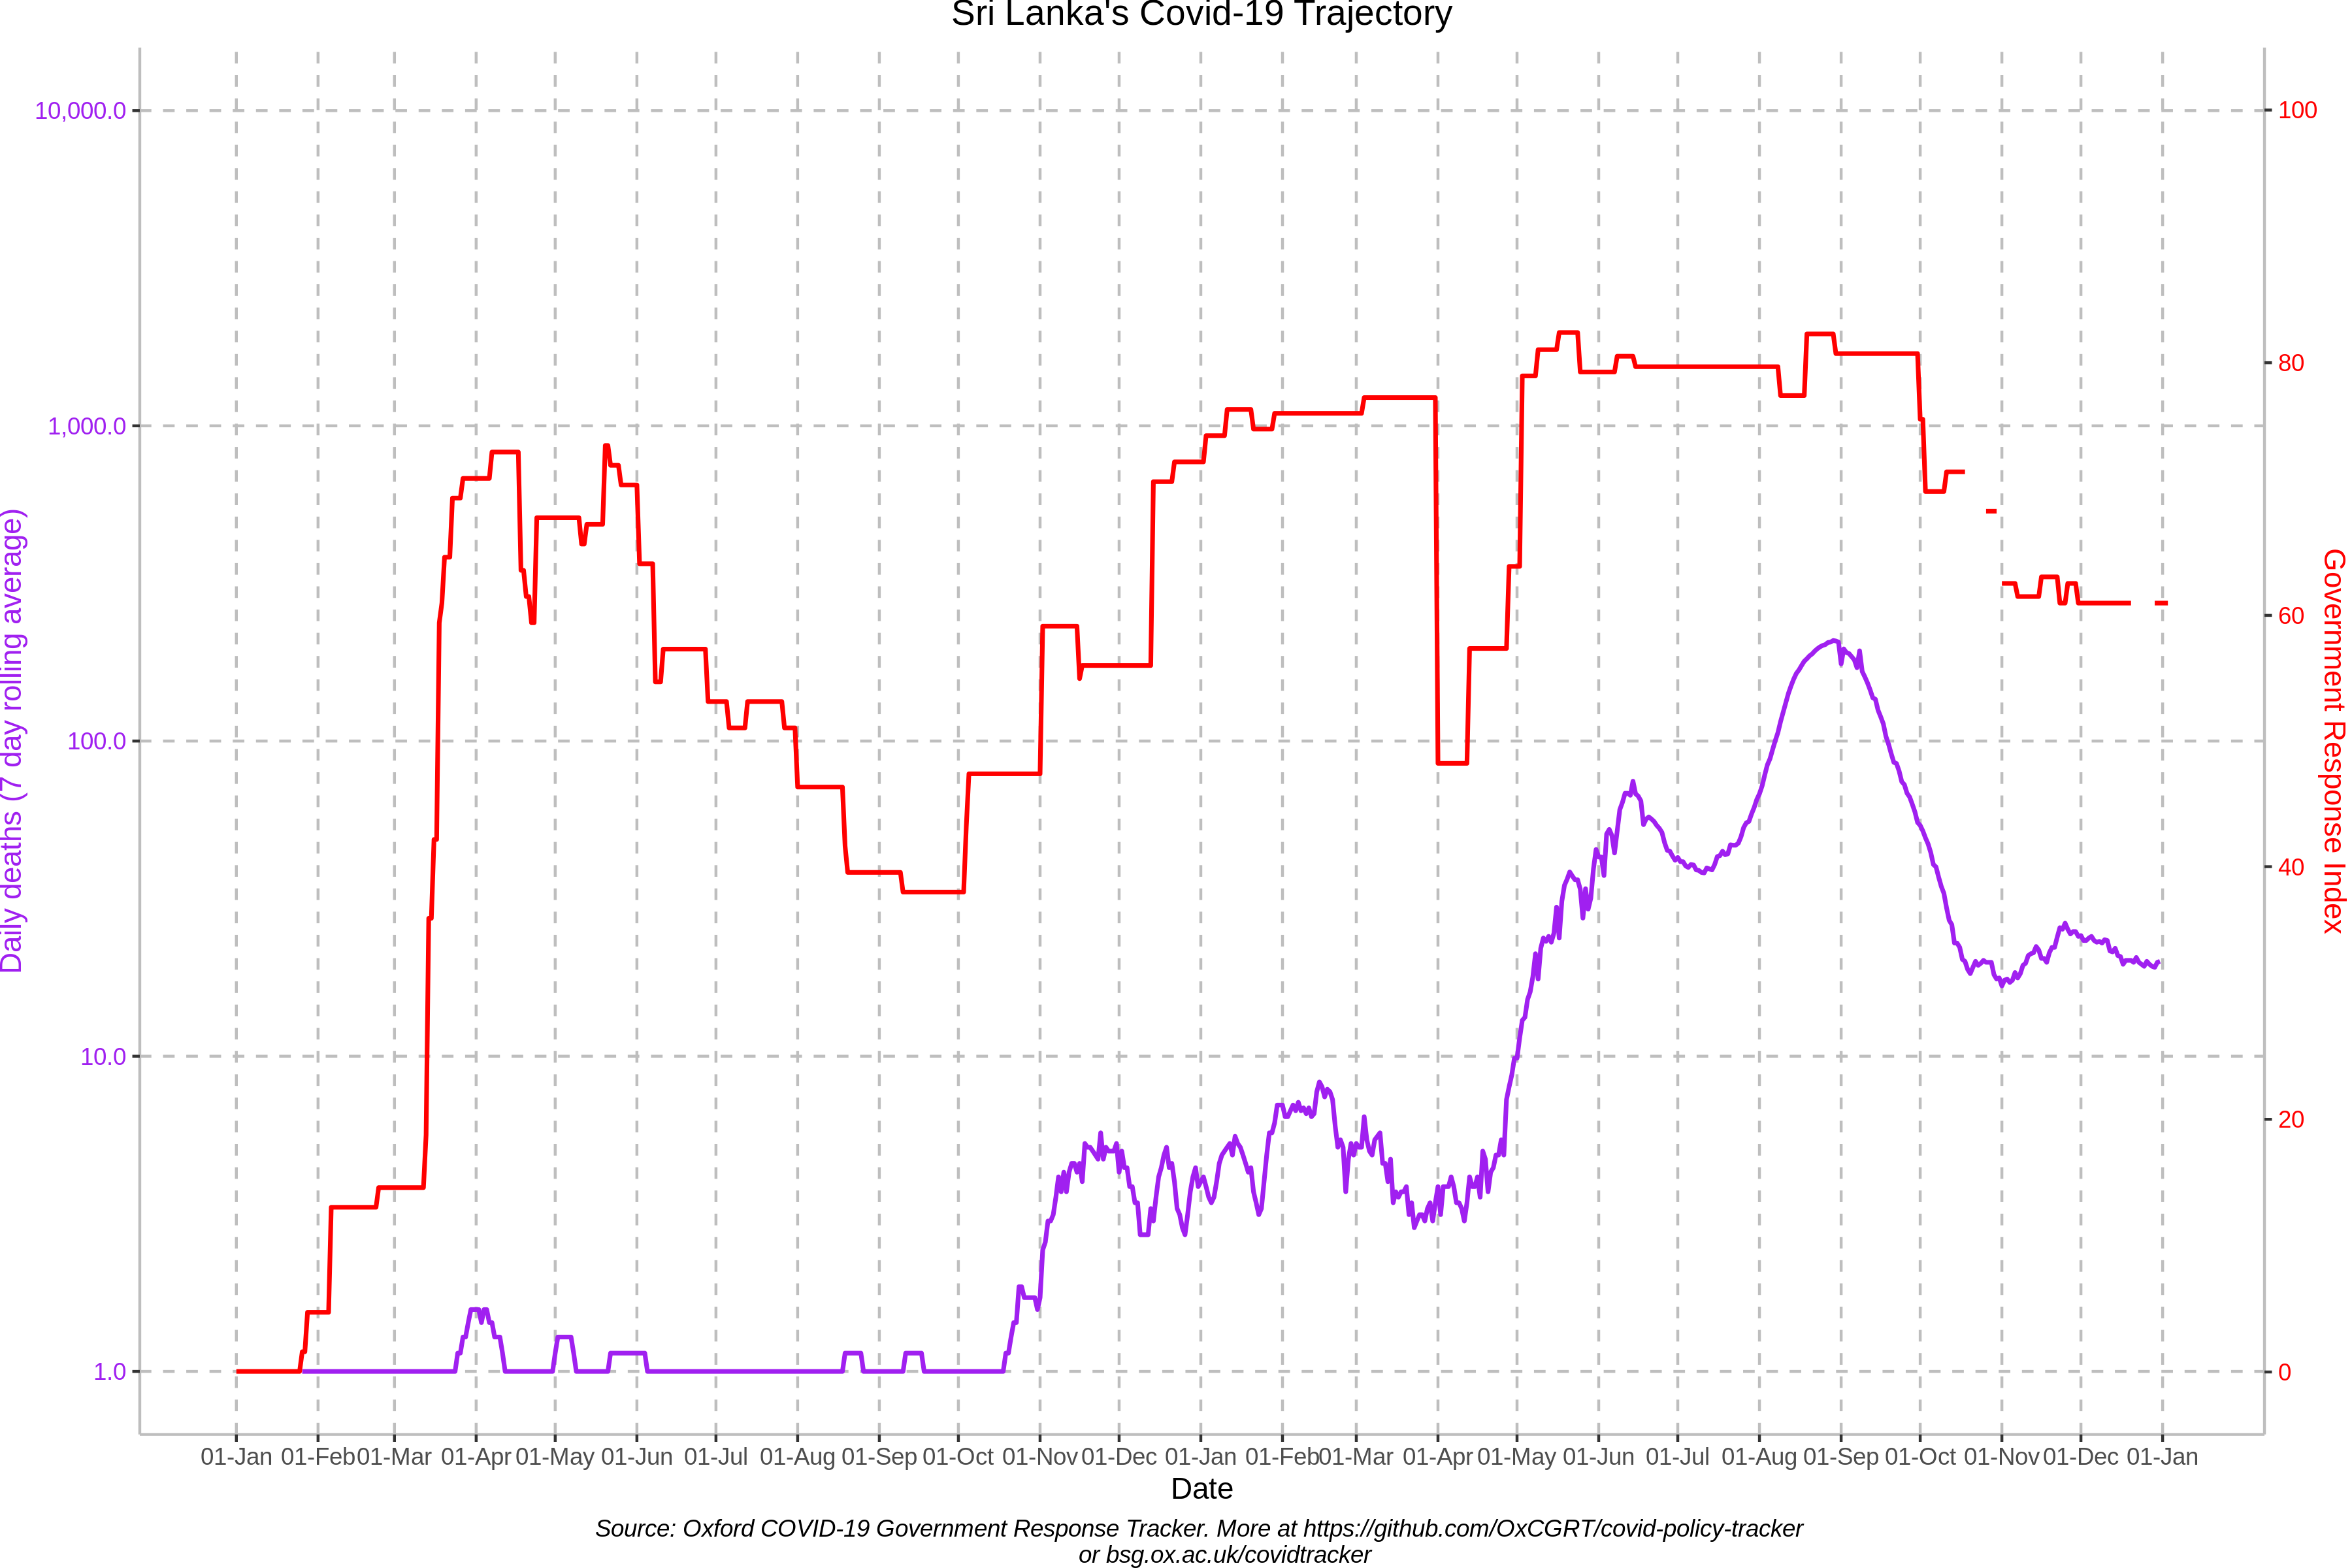 Sri Lanka's Covid-19 Trajectory
10,000.0
1,000.0
100.0
10.0
1.0
Daily deaths (7 day rolling average)
100
80
60
40
20
0
Government Response Index
01-Jan 01-Feb 01-Mar 01-Apr 01-May 01-Jun 01-Jul 01-Aug 01-Sep 01-Oct 01-Nov 01-Dec 01-Jan 01-Feb 01-Mar 01-Apr 01-May 01-Jun 01-Jul 01-Aug 01-Sep 01-Oct 01-Nov 01-Dec 01-Jan
Date
Source: Oxford COVID-19 Government Response Tracker. More at https://github.com/OxCGRT/covid-policy-tracker
or bsg.ox.ac.uk/covidtracker